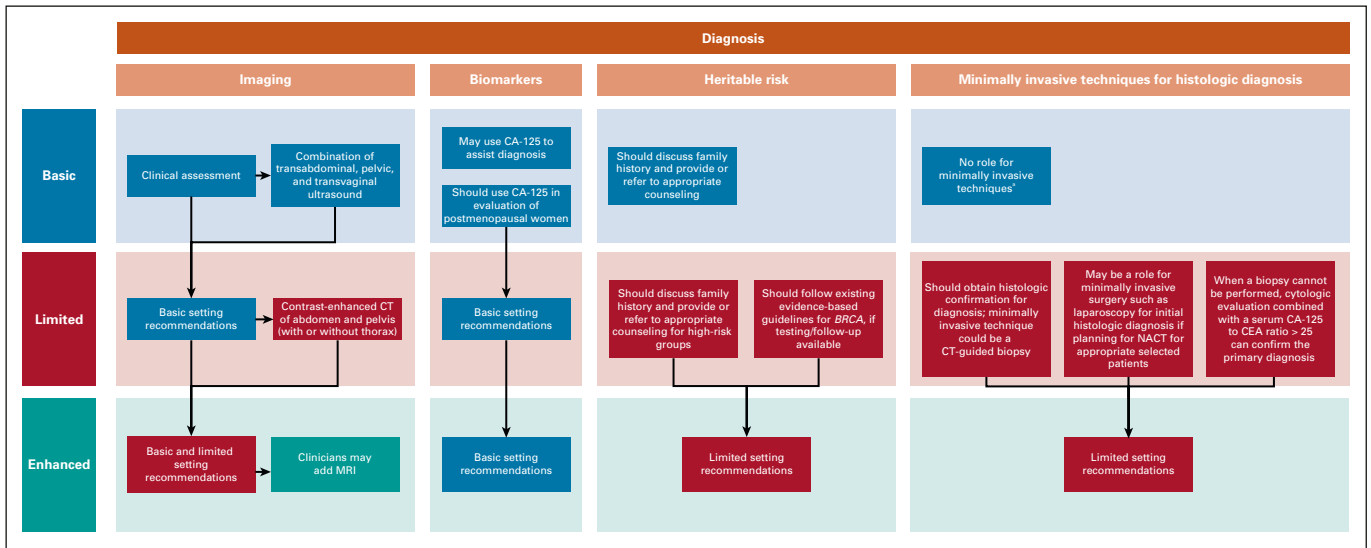 Diagnosis
Imaging
Biomarkers
Heritable risk
Minimally invasive techniques for histologic diagnosis
Basic
Clinical assessment
Combination of
transabdominal, pelvic,
and transvaginal
ultrasound
May use CA-125 to
assist diagnosis
Should use CA-125 in
evaluation of
postmenopausal women
Should discuss family
history and provide or
refer to appropriate
counseling
No role for
minimally invasive
techniques*
Limited
Basic setting
recommendations
Contrast-enhanced CT
of abdomen and pelvis
(with or without thorax)
Basic setting
recommendations
Should discuss family
history and provide or
refer to appropriate
counseling for high-risk
groups
Should follow existing
evidence-based
guidelines for BRCA, if
testing/follow-up
available
Should obtain histologic
confirmation for
diagnosis; minimally
invasive technique
could be a
CT-guided biopsy
May be a role for
minimally invasive
surgery such as
laparoscopy for initial
histologic diagnosis if
planning for NACT for
appropriate selected
patients
When a biopsy cannot
be performed, cytologic
evaluation combined
with a serum CA-125
to CEA ratio > 25
can confirm the
primary diagnosis
Enhanced
Basic and limited
setting
recommendations
Clinicians may
add MRI
Basic setting
recommendations
Limited setting
recommendations
Limited setting
recommendations